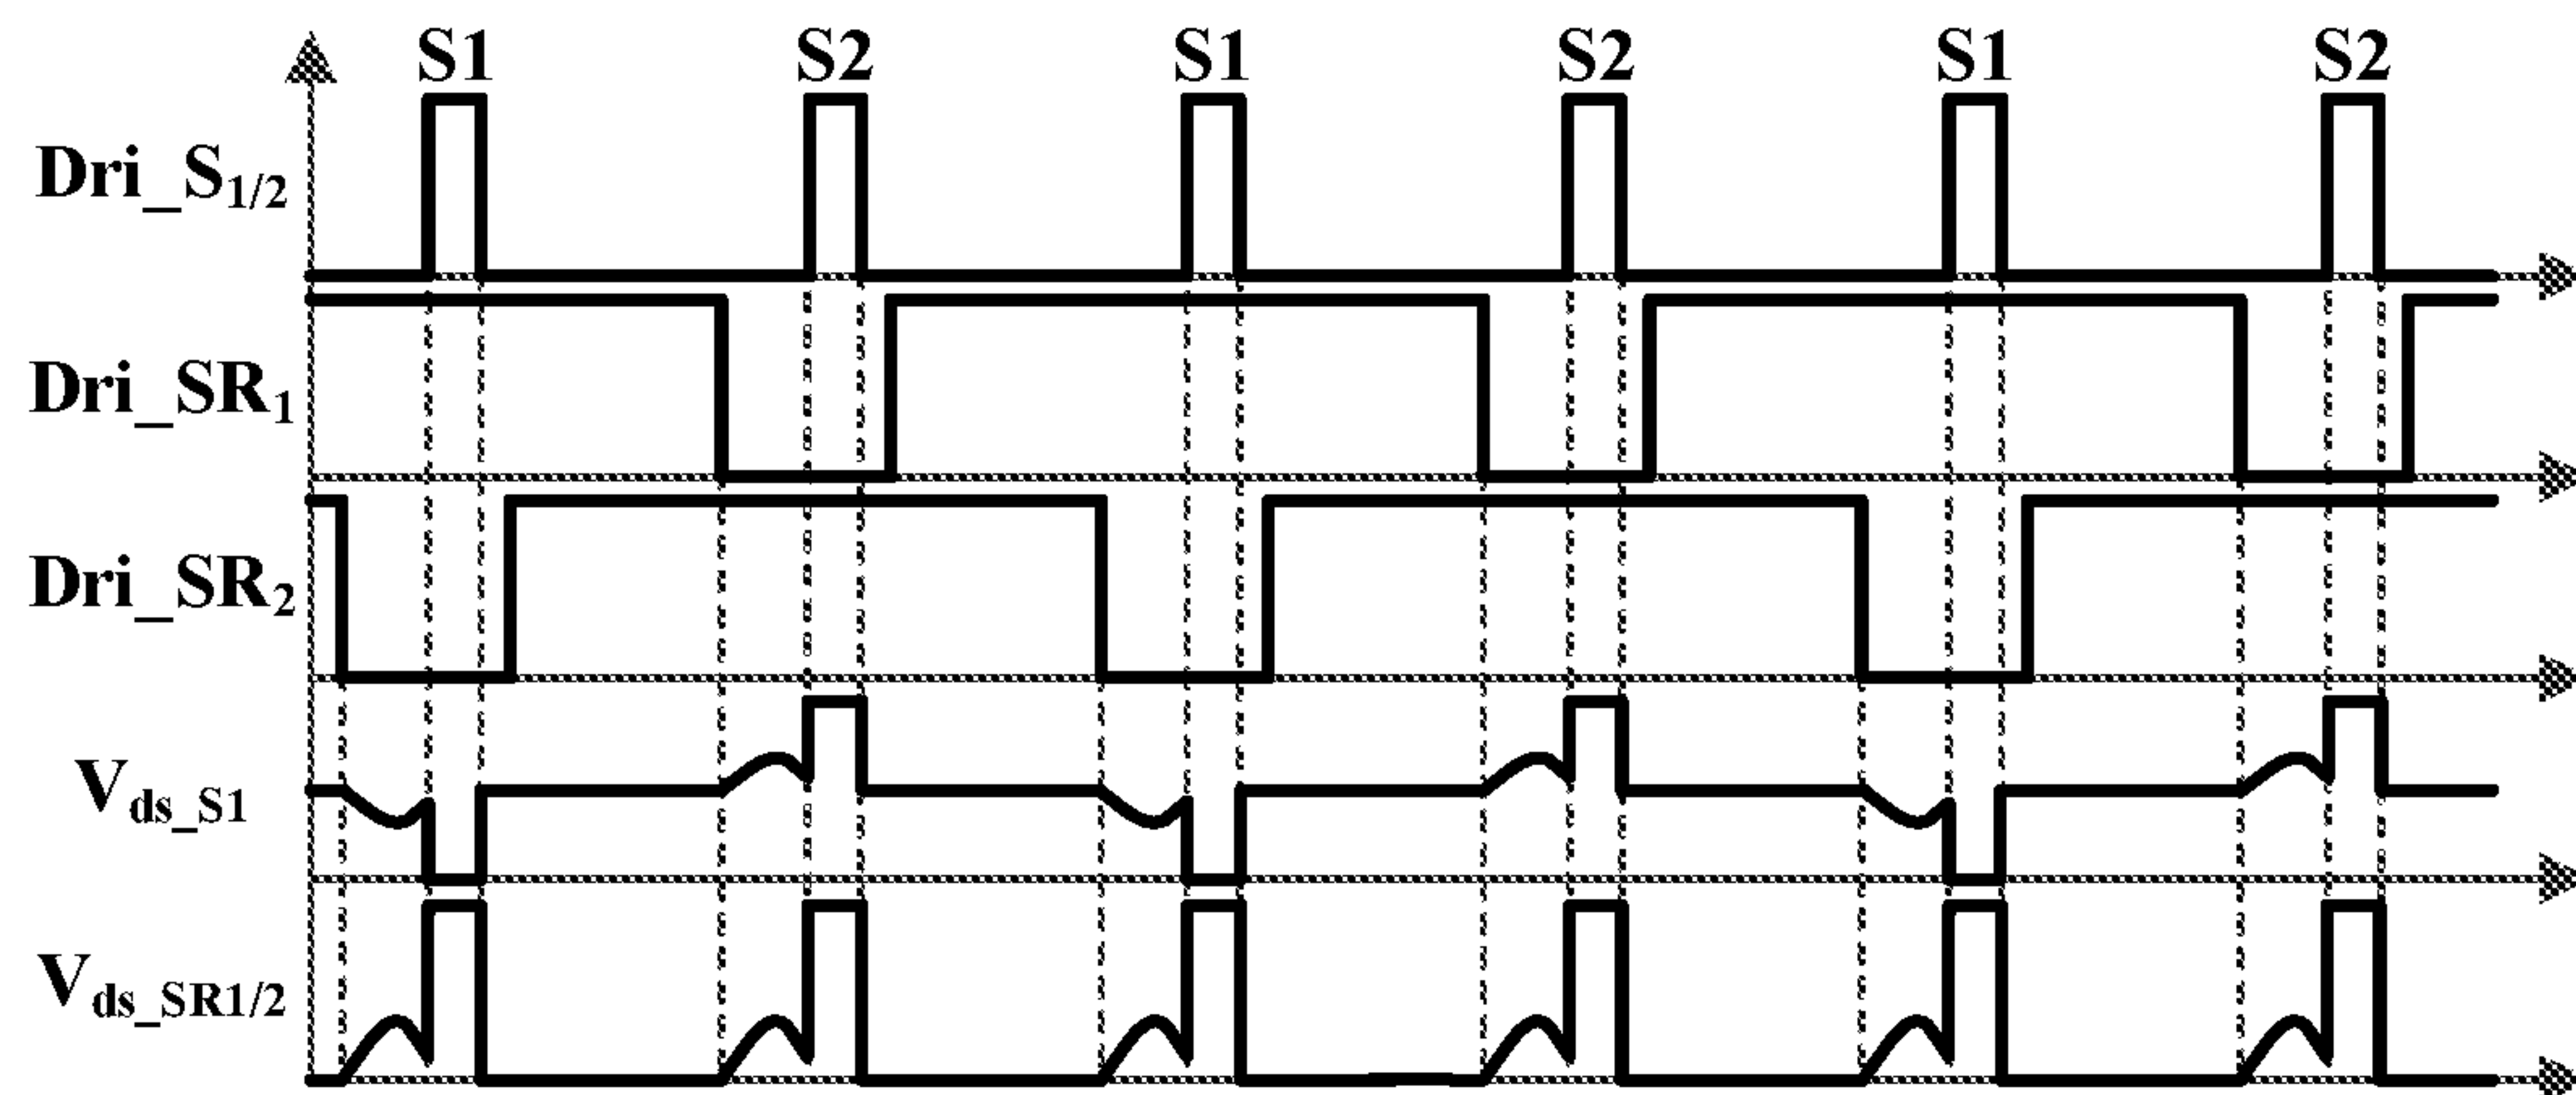 S1 S2 S1 S2 S1 S2
Dri_S1/2
Dri_SR1
Dri_SR2
Vds_S1
Vds_SR1/2